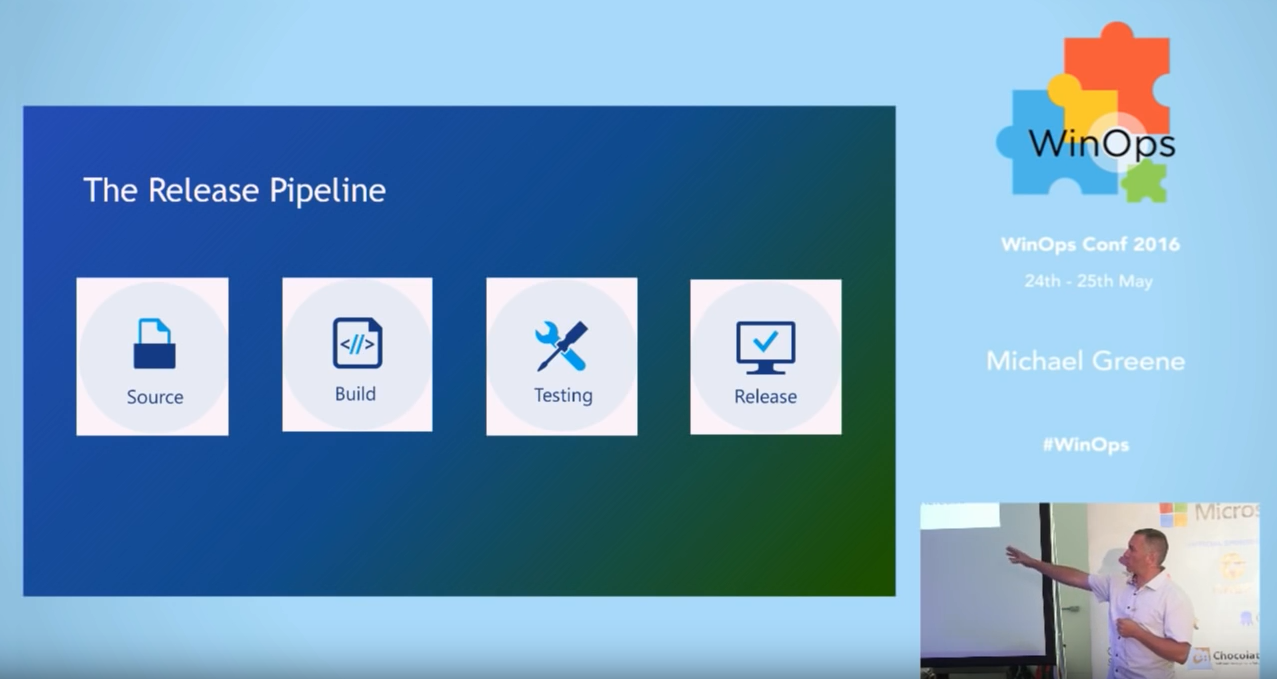 The Release Pipeline
Source
Build
Testing
Release
WinOps
WinOps Conf 2016
24th - 25th May
Michael Greene
#WinOps